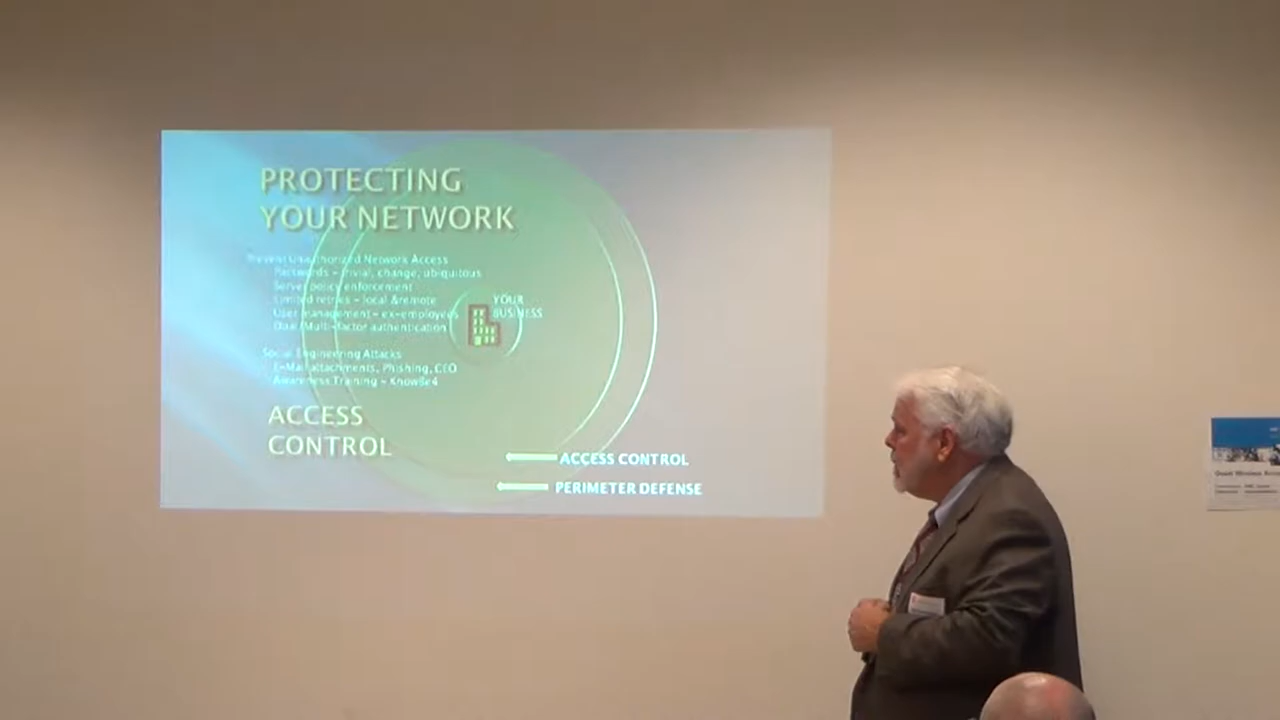 PROTECTING
YOUR NETWORK
Prevent Unauthorized Network Access
Passwords – trivial, change, ubiquitous
Server policy enforcement
Limited retries – local &remote
User management – ex-employees
Dual/Multi-factor authentication
YOUR
BUSINESS
Social Engineering Attacks
E-Mail attachments, Phishing, CEO
Awareness Training – KnowBe4
ACCESS
CONTROL
ACCESS CONTROL
PERIMETER DEFENSE
Guest Wireless